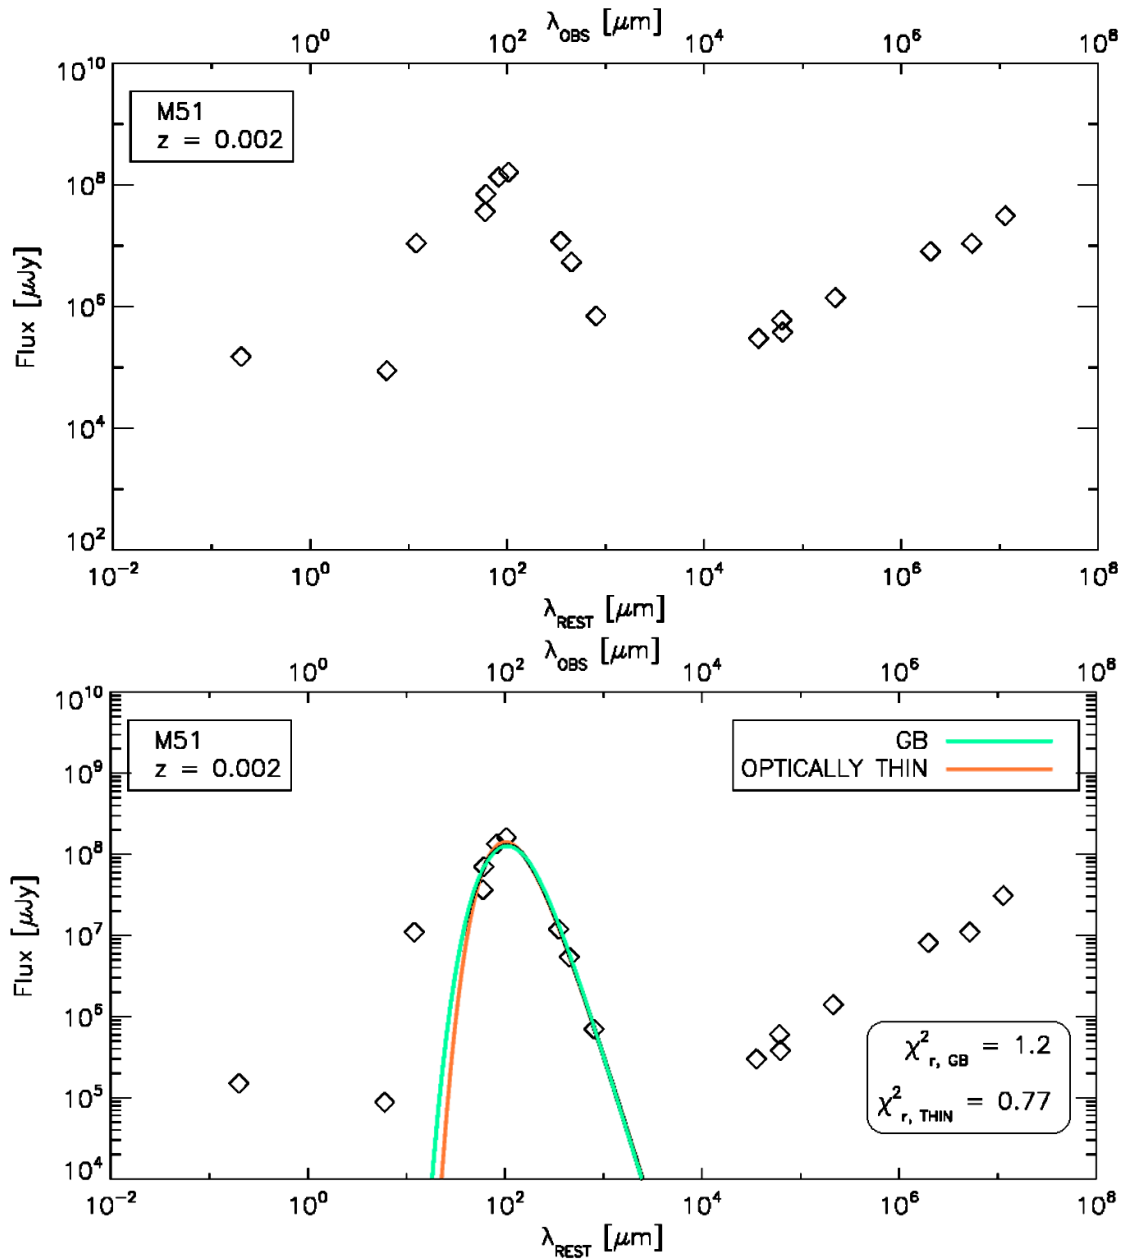 λOBS [μm]
10⁰ 10² 10⁴ 10⁶ 10⁸
10¹⁰
M51
z = 0.002
10⁸
Flux [μJy]
10⁶
10⁴
10²
10⁻² 10⁰ 10² 10⁴ 10⁶ 10⁸
λREST [μm]
λOBS [μm]
10⁰ 10² 10⁴ 10⁶ 10⁸
10¹⁰
M51
z = 0.002
GB
OPTICALLY THIN
10⁹
10⁸
Flux [μJy]
10⁷
10⁶
χ²r, GB = 1.2
10⁵
χ²r, THIN = 0.77
10⁴
10⁻² 10⁰ 10² 10⁴ 10⁶ 10⁸
λREST [μm]